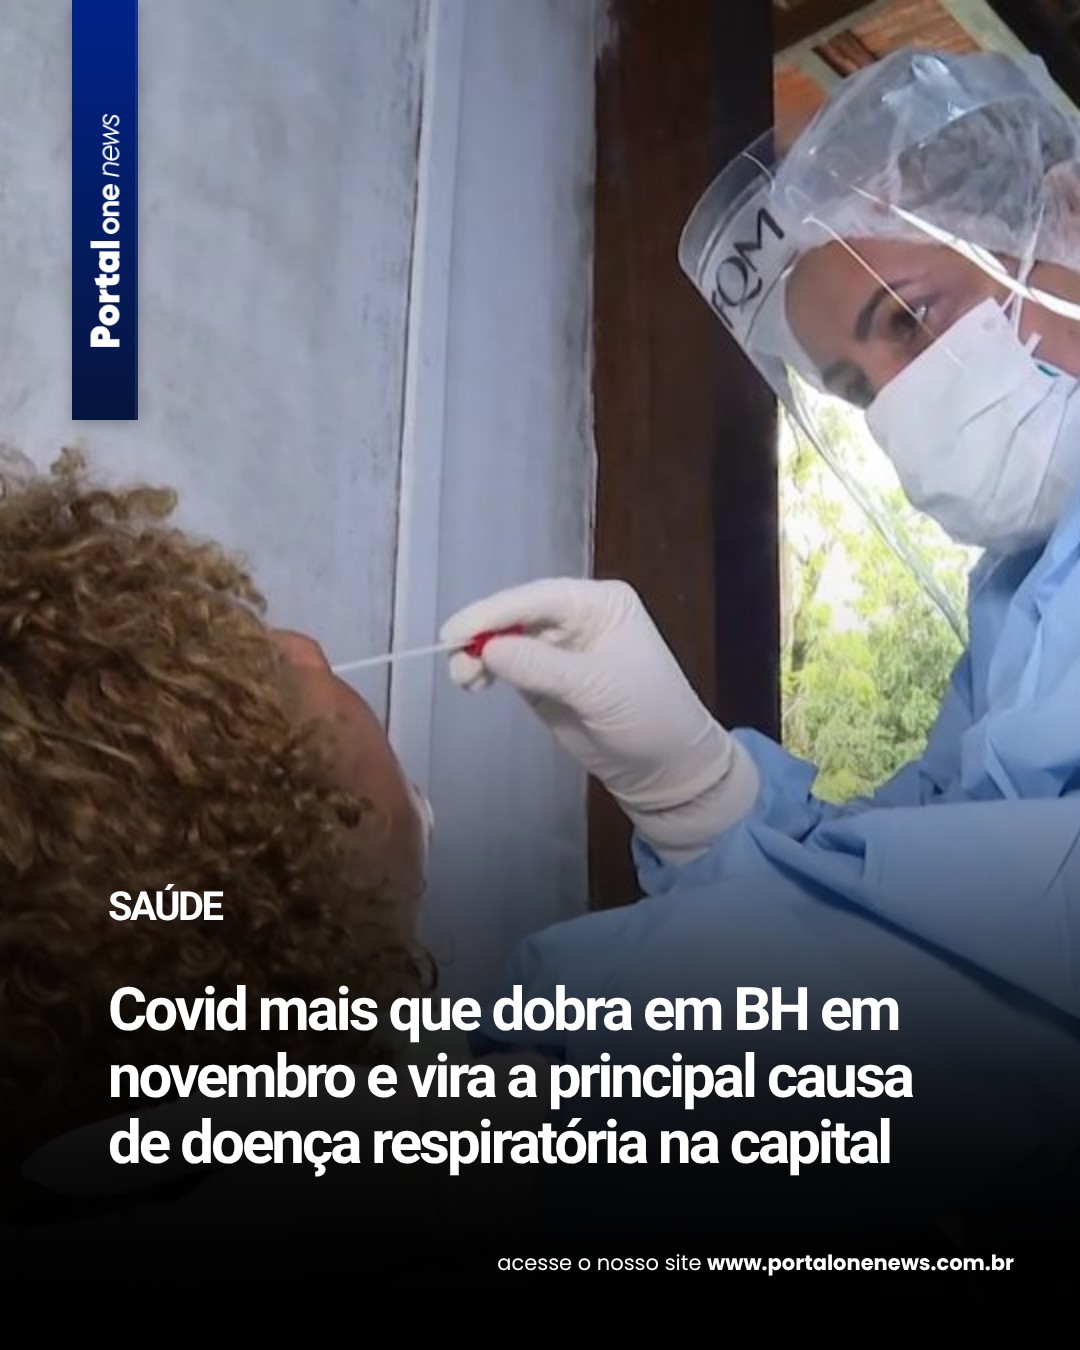 Portal one news
QM
SAÚDE
Covid mais que dobra em BH em
novembro e vira a principal causa
de doença respiratória na capital
acesse o nosso site www.portalonenews.com.br